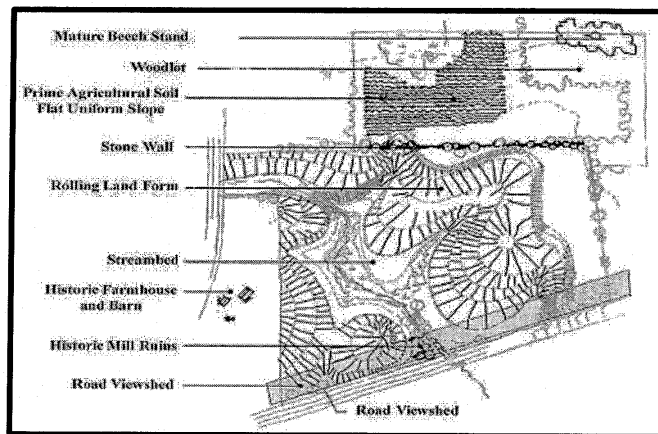 Mature Beech Stand
Woodlot
Prime Agricultural Soil
Flat Uniform Slope
Stone Wall
Rolling Land Form
Streambed
Historic Farmhouse
and Barn
Historic Mill Ruins
Road Viewshed
Road Viewshed